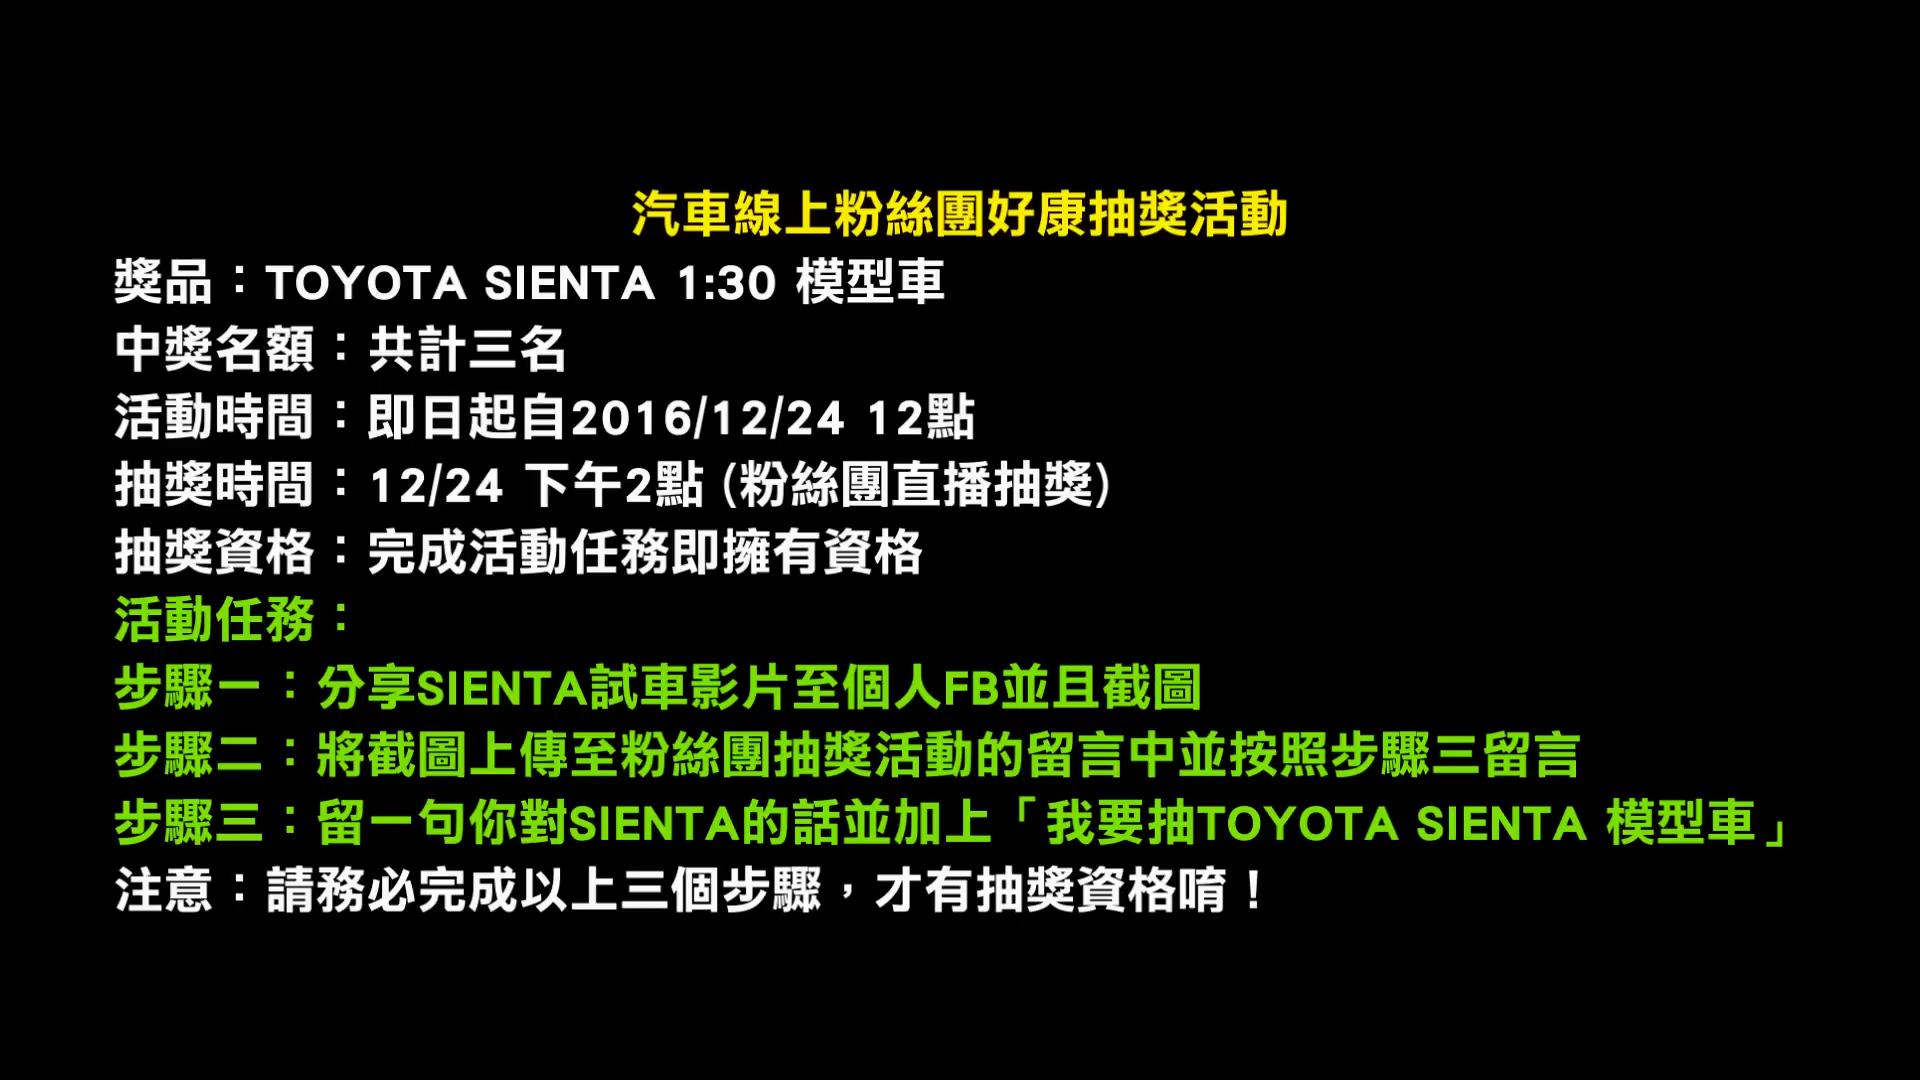 汽車線上粉絲團好康抽獎活動
獎品：TOYOTA SIENTA 1:30 模型車
中獎名額：共計三名
活動時間：即日起自2016/12/24 12點
抽獎時間：12/24 下午2點 (粉絲團直播抽獎)
抽獎資格：完成活動任務即擁有資格
活動任務：
步驟一：分享SIENTA試車影片至個人FB並且截圖
步驟二：將截圖上傳至粉絲團抽獎活動的留言中並按照步驟三留言
步驟三：留一句你對SIENTA的話並加上「我要抽TOYOTA SIENTA 模型車」
注意：請務必完成以上三個步驟，才有抽獎資格唷！